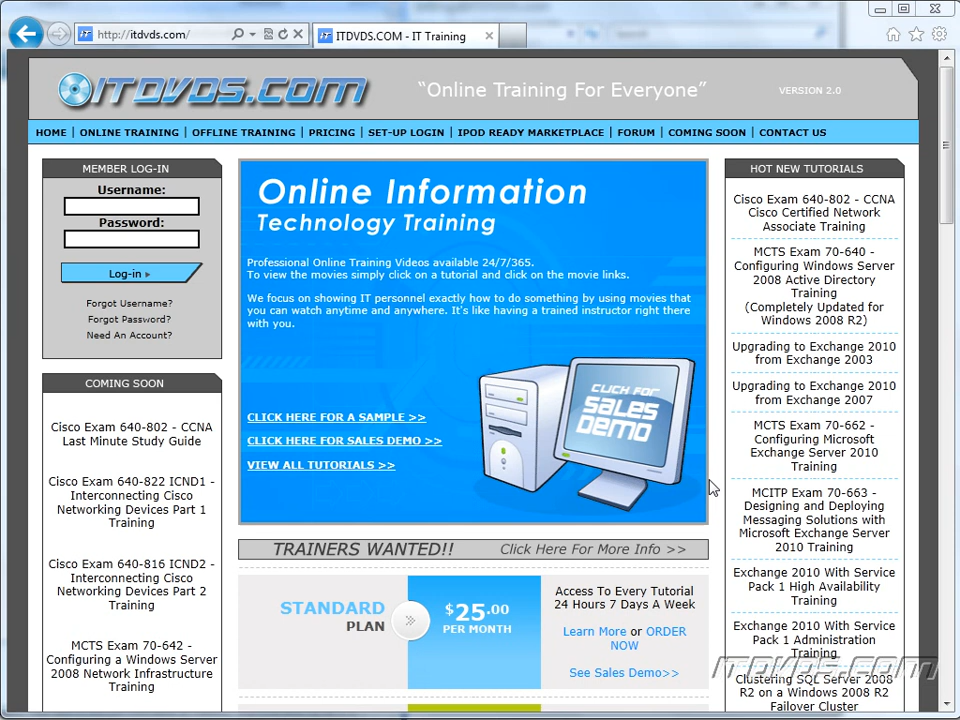 http://itdvds.com/
ITDVDS.COM - IT Training
ITDVDS.COM
“Online Training For Everyone”
VERSION 2.0
HOME | ONLINE TRAINING | OFFLINE TRAINING | PRICING | SET-UP LOGIN | IPOD READY MARKETPLACE | FORUM | COMING SOON | CONTACT US
MEMBER LOG-IN
Username:
Password:
Log-in
Forgot Username?
Forgot Password?
Need An Account?
COMING SOON
Cisco Exam 640-802 - CCNA
Last Minute Study Guide
Cisco Exam 640-822 ICND1 -
Interconnecting Cisco
Networking Devices Part 1
Training
Cisco Exam 640-816 ICND2 -
Interconnecting Cisco
Networking Devices Part 2
Training
MCTS Exam 70-642 -
Configuring a Windows Server
2008 Network Infrastructure
Training
Online Information
Technology Training
Professional Online Training Videos available 24/7/365.
To view the movies simply click on a tutorial and click on the movie links.
We focus on showing IT personnel exactly how to do something by using movies that
you can watch anytime and anywhere. It's like having a trained instructor right there
with you.
CLICK HERE FOR A SAMPLE >>
CLICK HERE FOR SALES DEMO >>
VIEW ALL TUTORIALS >>
CLICK FOR
SALES
DEMO
TRAINERS WANTED!! Click Here For More Info >>
STANDARD
PLAN
$25.00
PER MONTH
Access To Every Tutorial
24 Hours 7 Days A Week
Learn More or ORDER
NOW
See Sales Demo>>
HOT NEW TUTORIALS
Cisco Exam 640-802 - CCNA
Cisco Certified Network
Associate Training
MCTS Exam 70-640 -
Configuring Windows Server
2008 Active Directory
Training
(Completely Updated for
Windows 2008 R2)
Upgrading to Exchange 2010
from Exchange 2003
Upgrading to Exchange 2010
from Exchange 2007
MCTS Exam 70-662 -
Configuring Microsoft
Exchange Server 2010
Training
MCITP Exam 70-663 -
Designing and Deploying
Messaging Solutions with
Microsoft Exchange Server
2010 Training
Exchange 2010 With Service
Pack 1 High Availability
Training
Exchange 2010 With Service
Pack 1 Administration
Training
Clustering SQL Server 2008
R2 on a Windows 2008 R2
Failover Cluster
ITDVDS.COM